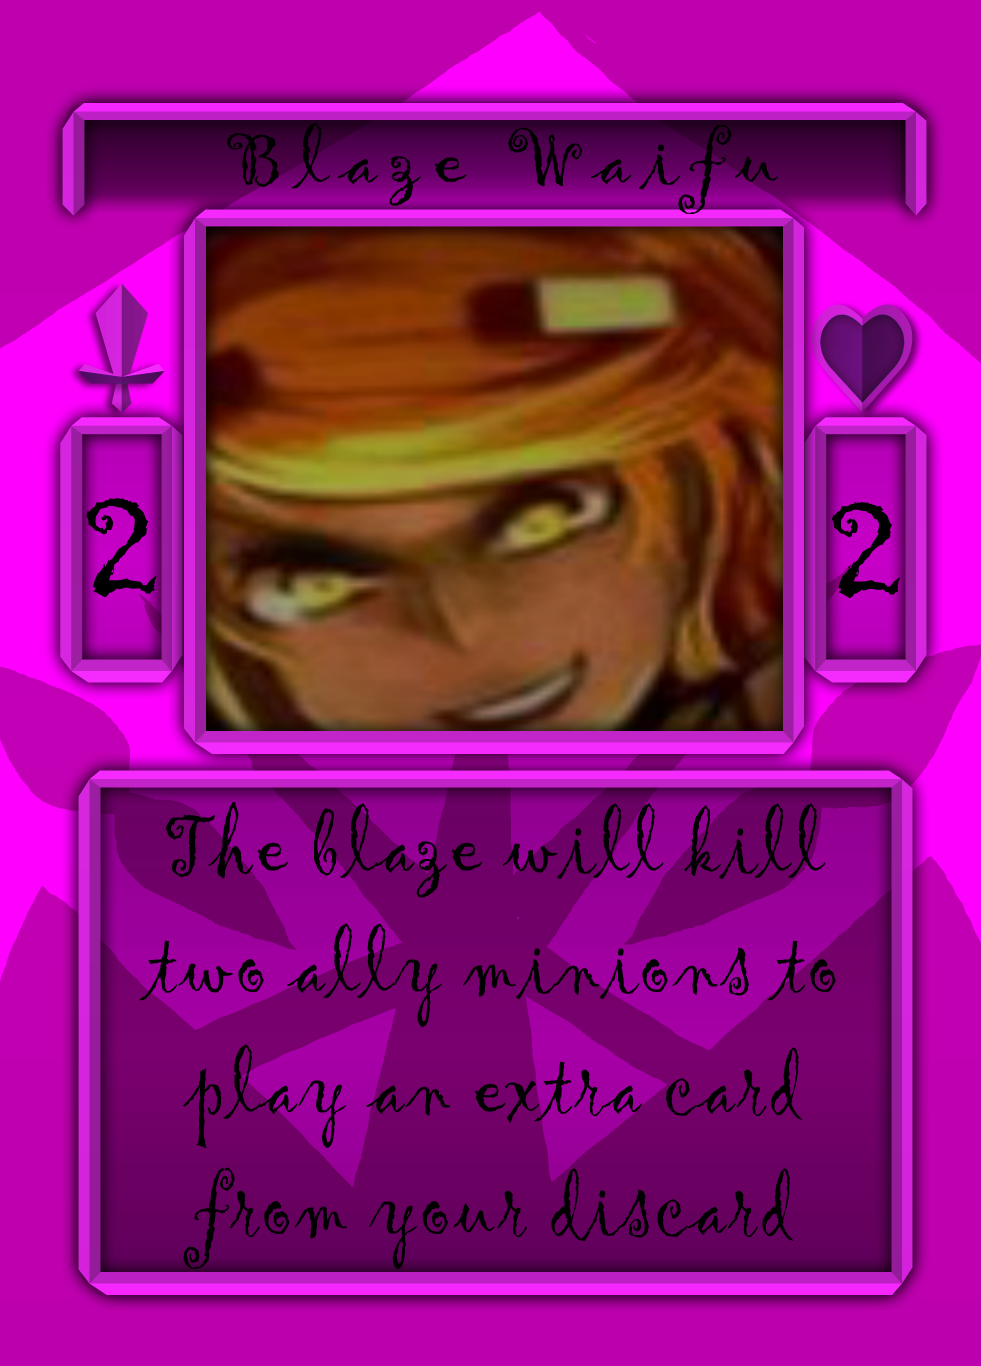 Blaze Waifu
2
2
The blaze will kill
two ally minions to
play an extra card
from your discard